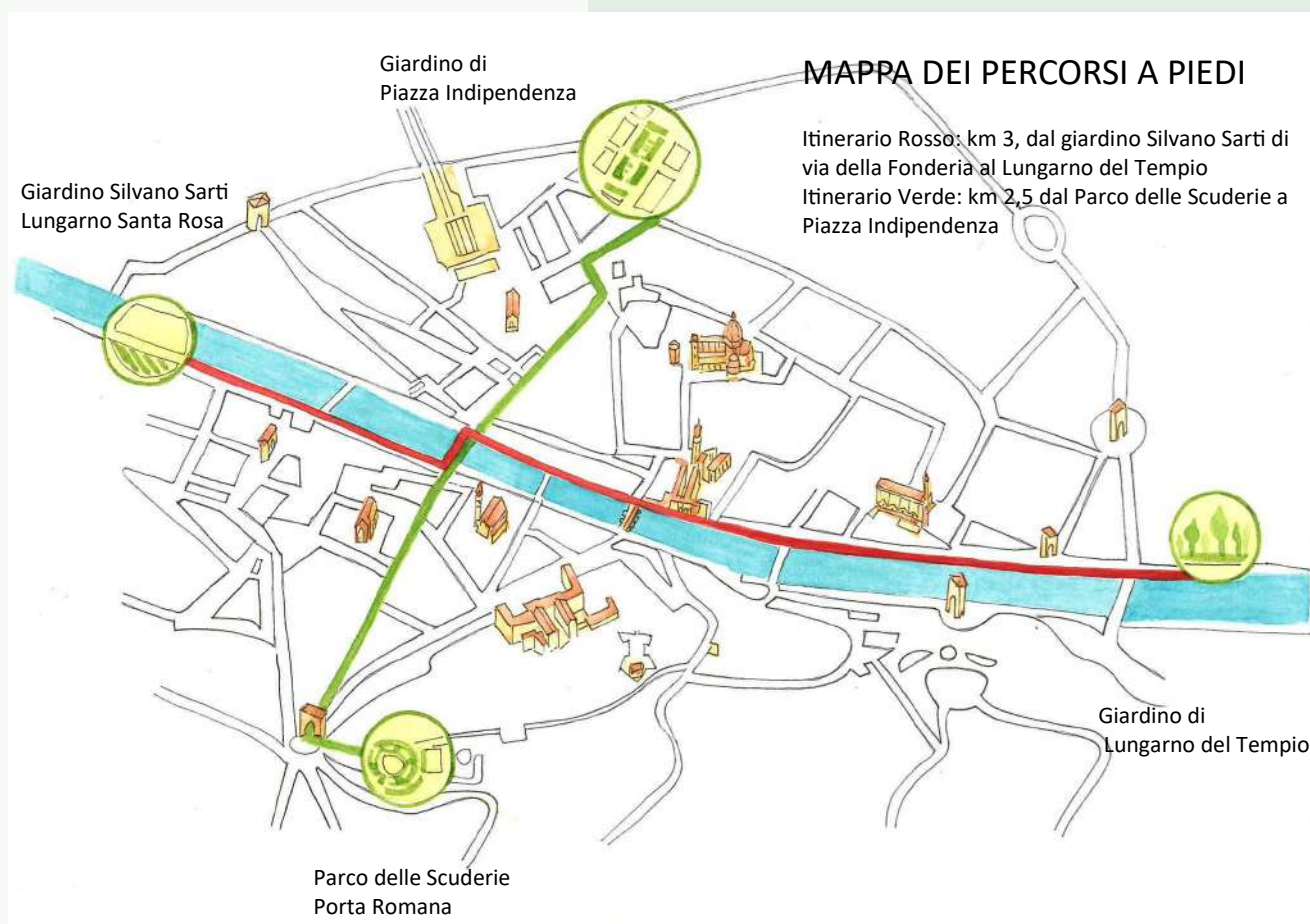 MAPPA DEI PERCORSI A PIEDI
Itinerario Rosso: km 3, dal giardino Silvano Sarti di
via della Fonderia al Lungarno del Tempio
Itinerario Verde: km 2,5 dal Parco delle Scuderie a
Piazza Indipendenza
Giardino di
Piazza Indipendenza
Giardino Silvano Sarti
Lungarno Santa Rosa
Giardino di
Lungarno del Tempio
Parco delle Scuderie
Porta Romana